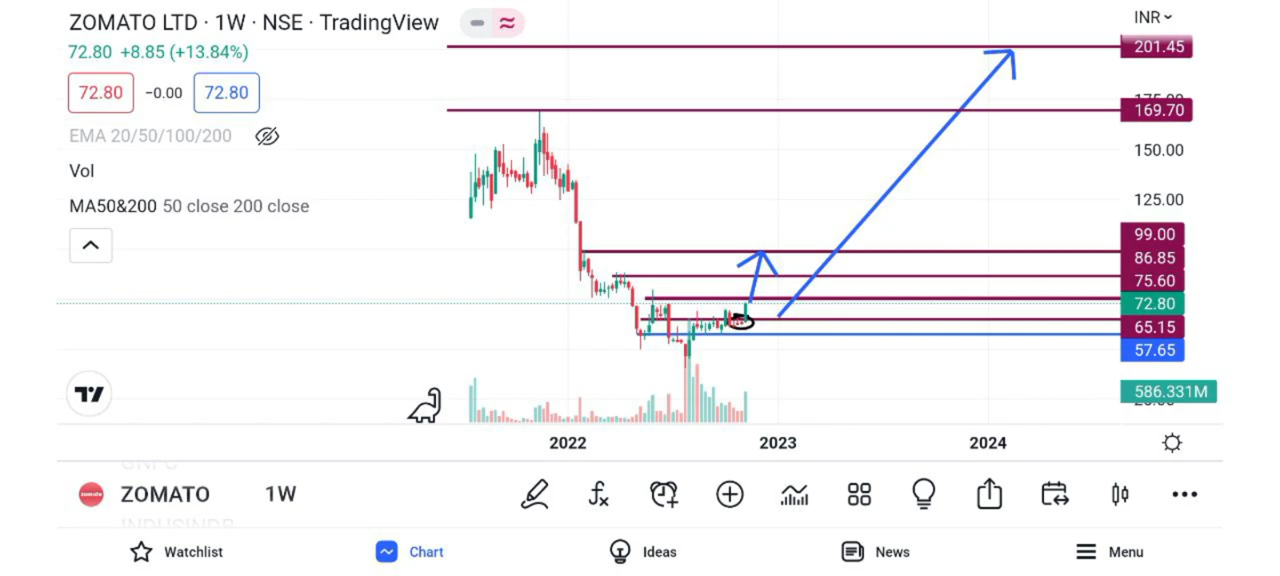 ZOMATO LTD · 1W · NSE · TradingView
INR
72.80 +8.85 (+13.84%)
201.45
72.80 −0.00 72.80
169.70
EMA 20/50/100/200
150.00
Vol
125.00
MA50&200 50 close 200 close
99.00
86.85
75.60
72.80
65.15
57.65
586.331M
2022 2023 2024
ZOMATO 1W
Watchlist Chart Ideas News Menu